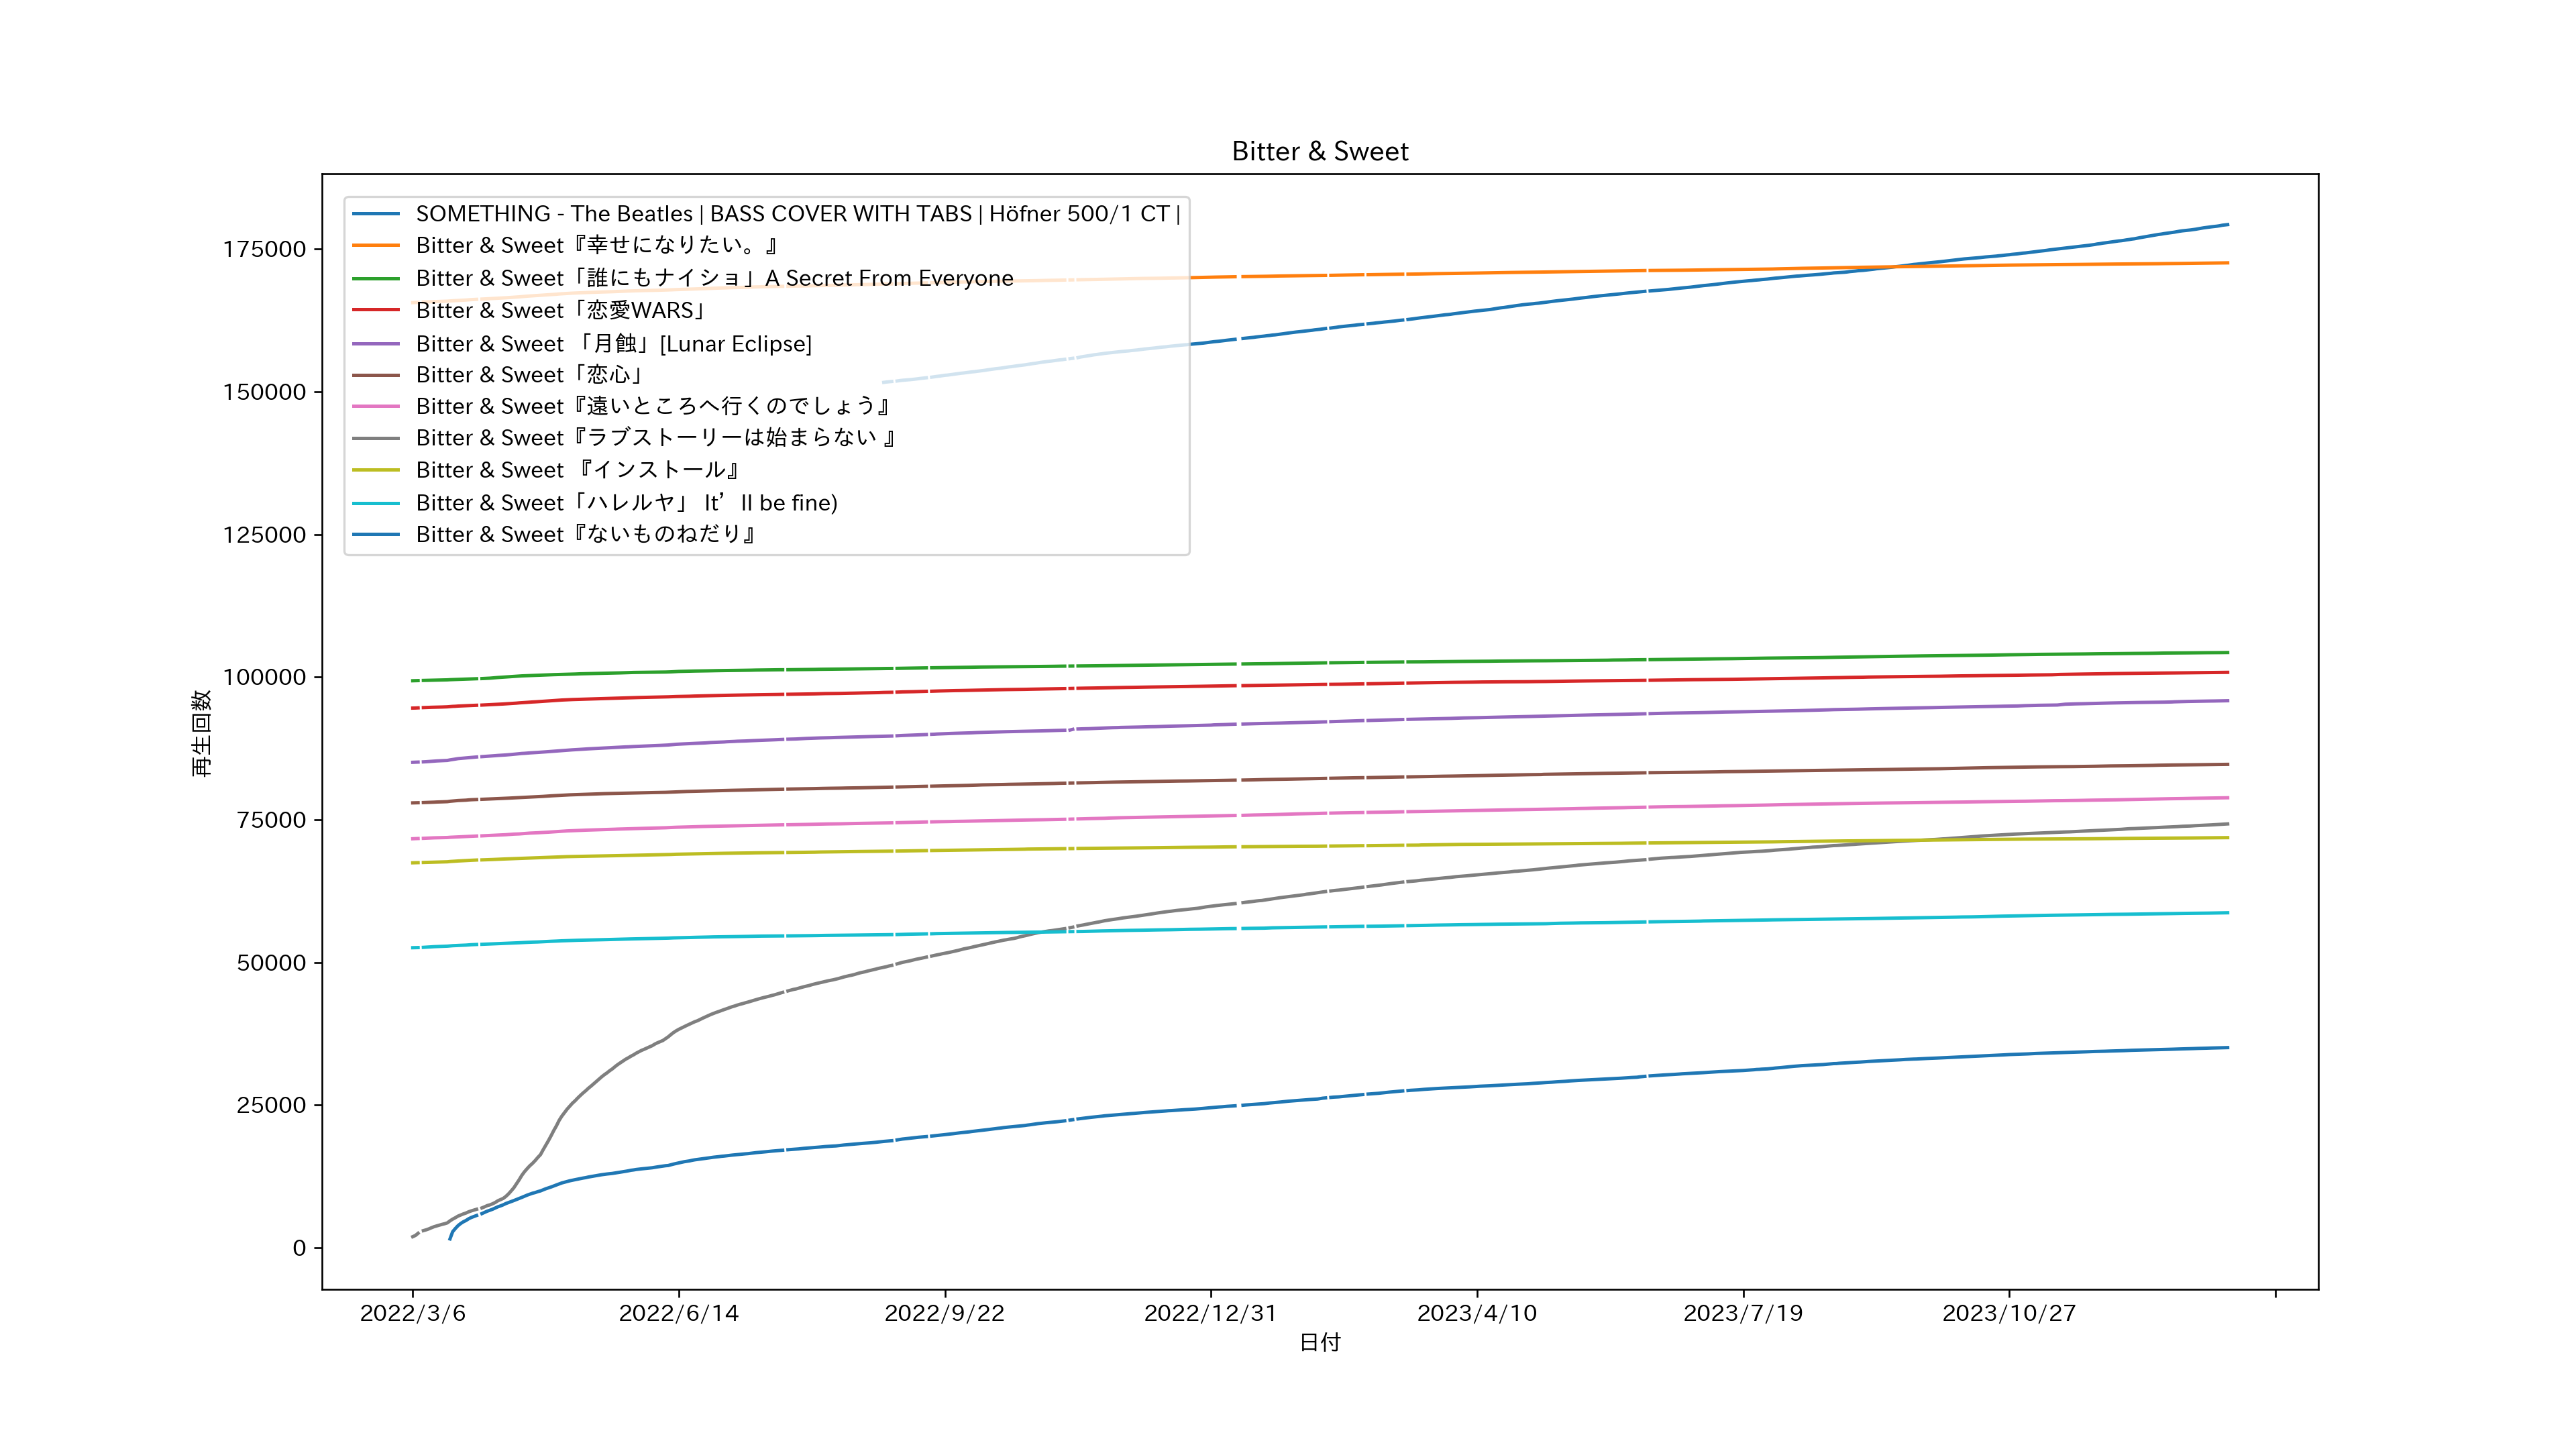 Bitter & Sweet
SOMETHING - The Beatles | BASS COVER WITH TABS | Höfner 500/1 CT |
Bitter & Sweet『幸せになりたい。』
Bitter & Sweet「誰にもナイショ」A Secret From Everyone
Bitter & Sweet「恋愛WARS」
Bitter & Sweet 「月蝕」[Lunar Eclipse]
Bitter & Sweet「恋心」
Bitter & Sweet『遠いところへ行くのでしょう』
Bitter & Sweet『ラブストーリーは始まらない 』
Bitter & Sweet 『インストール』
Bitter & Sweet「ハレルヤ」 It’ll be fine)
Bitter & Sweet『ないものねだり』
175000
150000
125000
100000
75000
50000
25000
0
再生回数
2022/3/6 2022/6/14 2022/9/22 2022/12/31 2023/4/10 2023/7/19 2023/10/27
日付